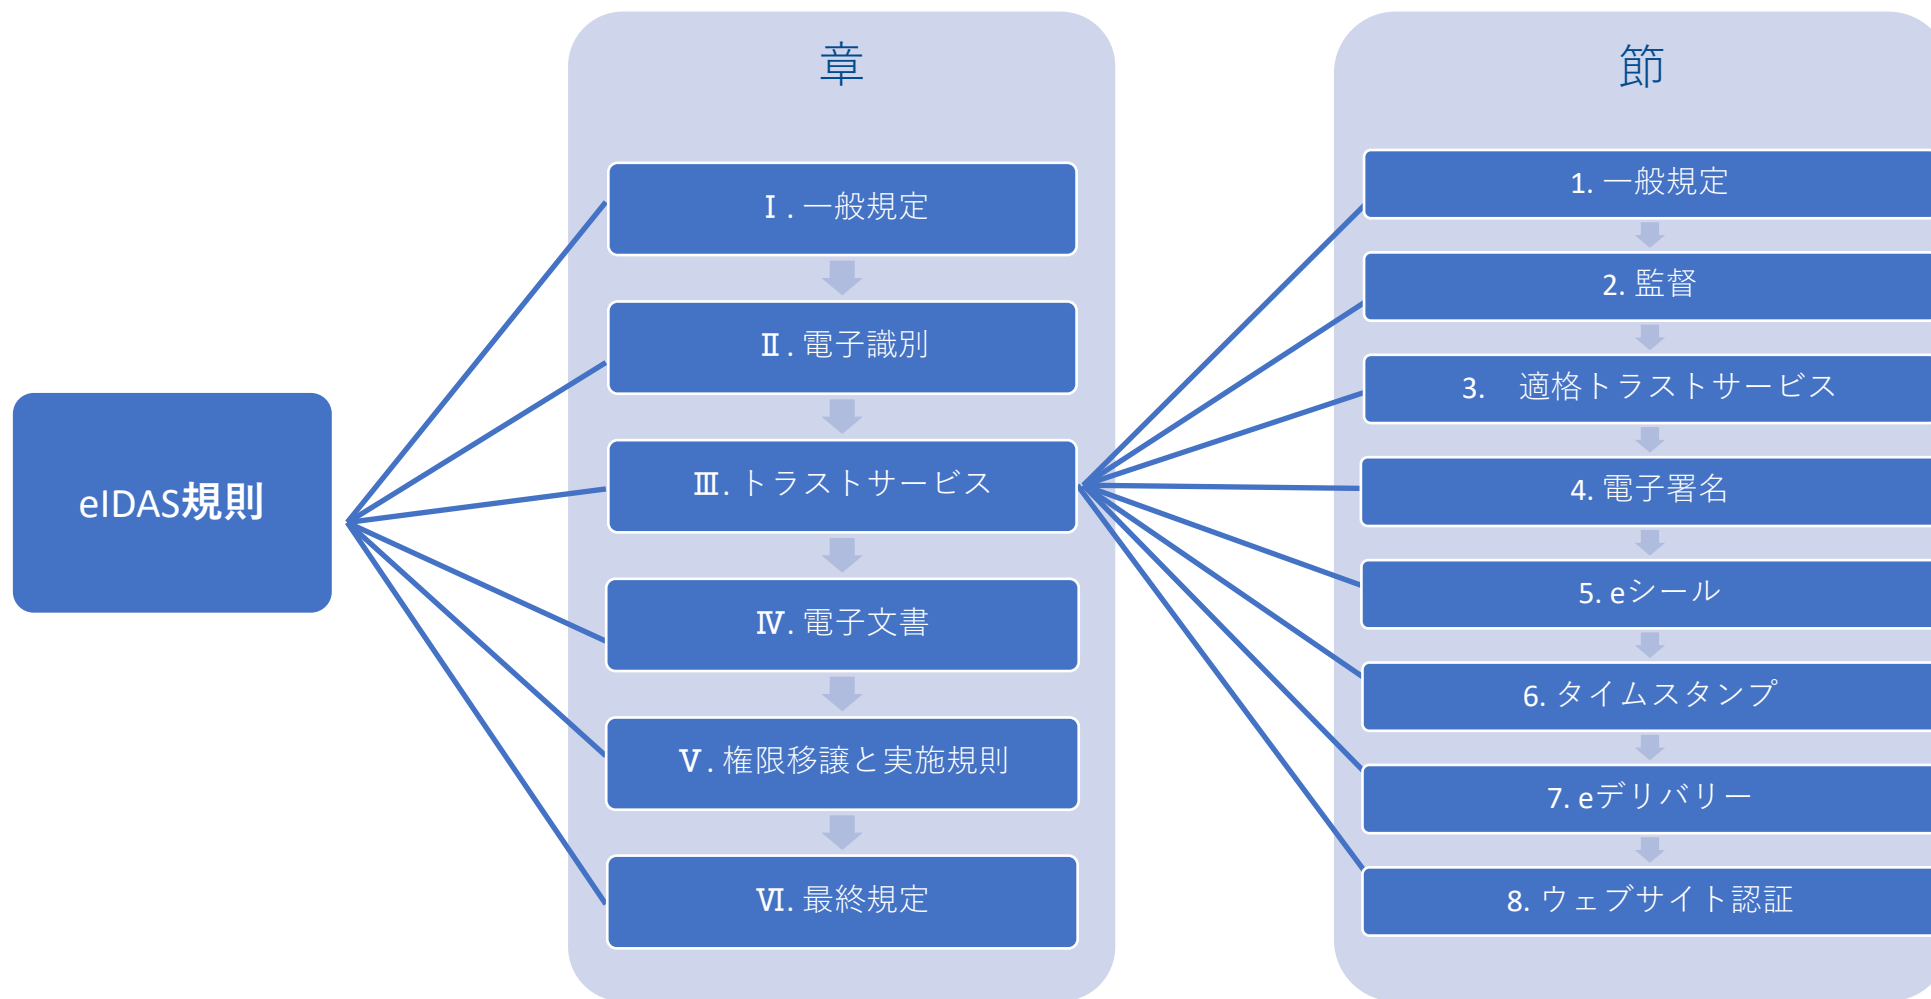 eIDAS規則
章
Ⅰ. 一般規定
Ⅱ. 電子識別
Ⅲ. トラストサービス
Ⅳ. 電子文書
Ⅴ. 権限移譲と実施規則
Ⅵ. 最終規定
節
1. 一般規定
2. 監督
3. 適格トラストサービス
4. 電子署名
5. eシール
6. タイムスタンプ
7. eデリバリー
8. ウェブサイト認証